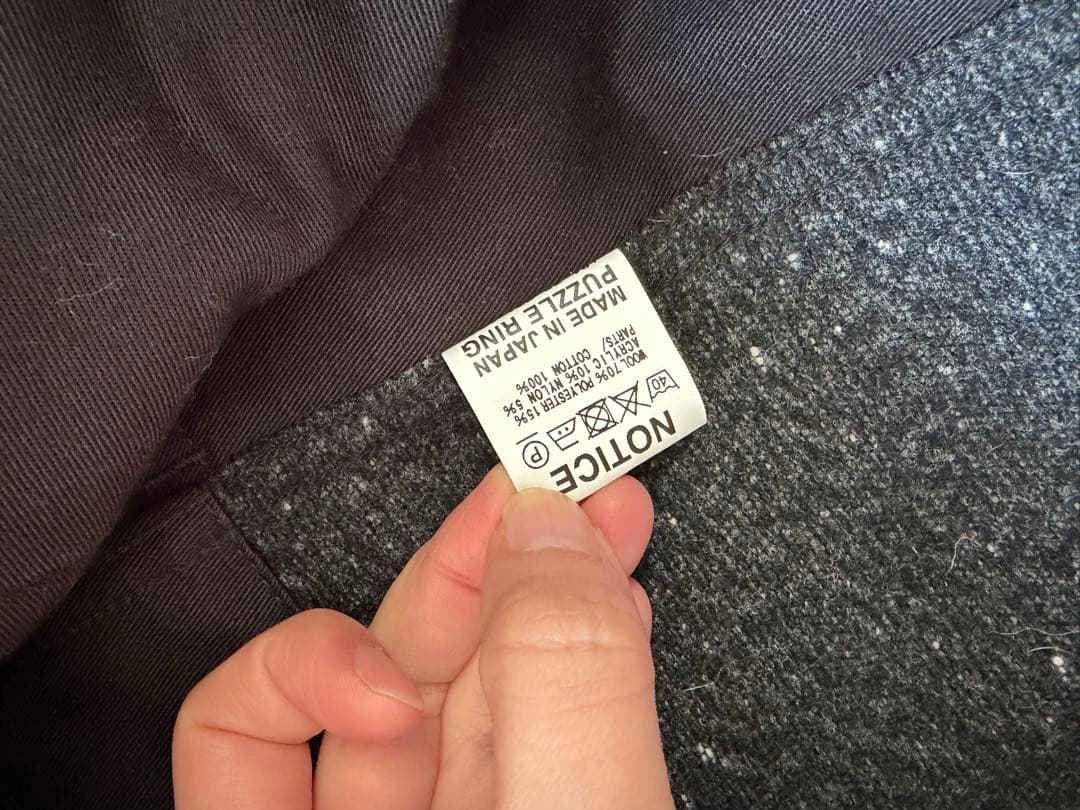 NOTICE
40 P
WOOL 70% POLYESTER 15%
ACRYLIC 10% NYLON 5%
PARTS/ COTTON 100%
MADE IN JAPAN
PUZZLE RING